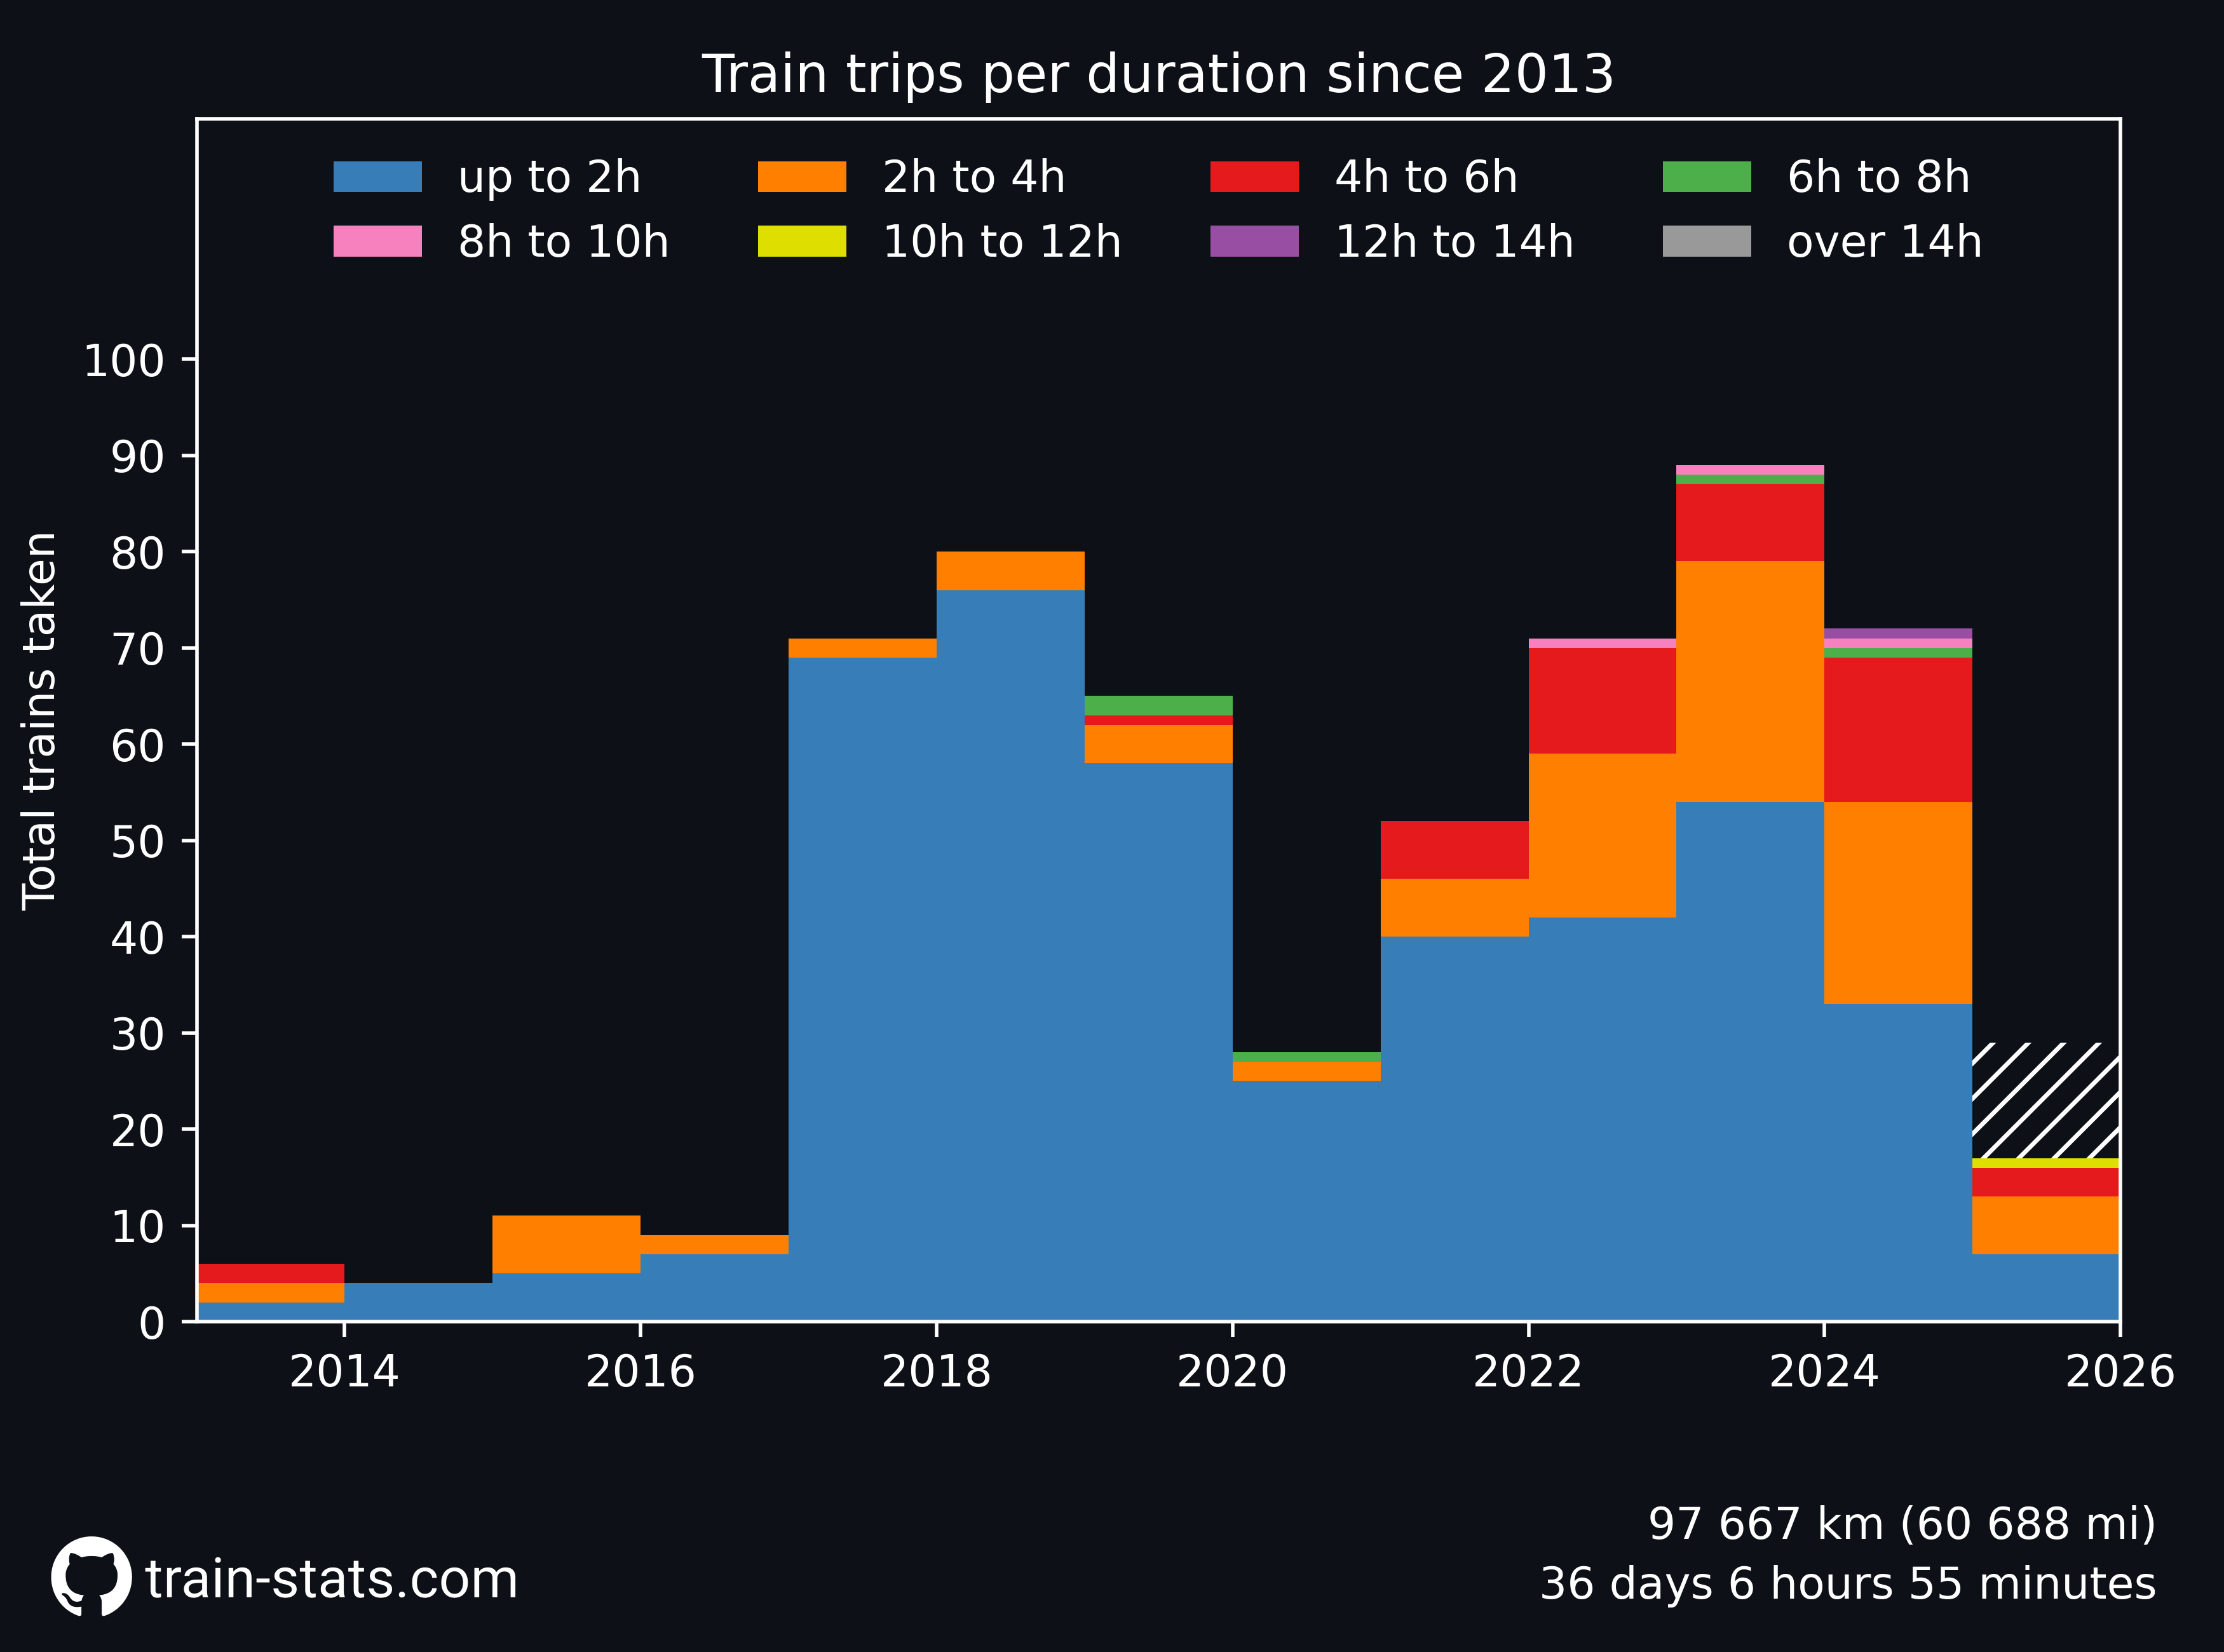 Train trips per duration since 2013
up to 2h 2h to 4h 4h to 6h 6h to 8h
8h to 10h 10h to 12h 12h to 14h over 14h
Total trains taken
100
90
80
70
60
50
40
30
20
10
0
2014 2016 2018 2020 2022 2024 2026
97 667 km (60 688 mi)
train-stats.com
36 days 6 hours 55 minutes